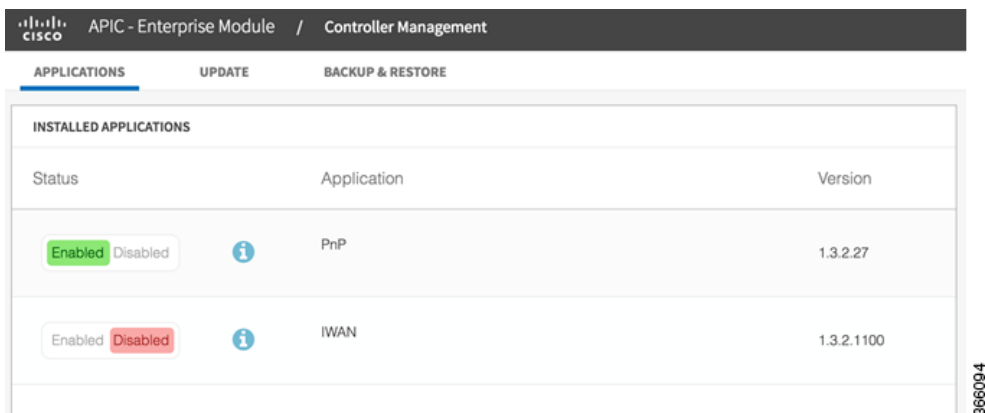 CISCO APIC - Enterprise Module / Controller Management
APPLICATIONS UPDATE BACKUP & RESTORE
INSTALLED APPLICATIONS
Status Application Version
Enabled Disabled i PnP 1.3.2.27
Enabled Disabled i IWAN 1.3.2.1100
366094